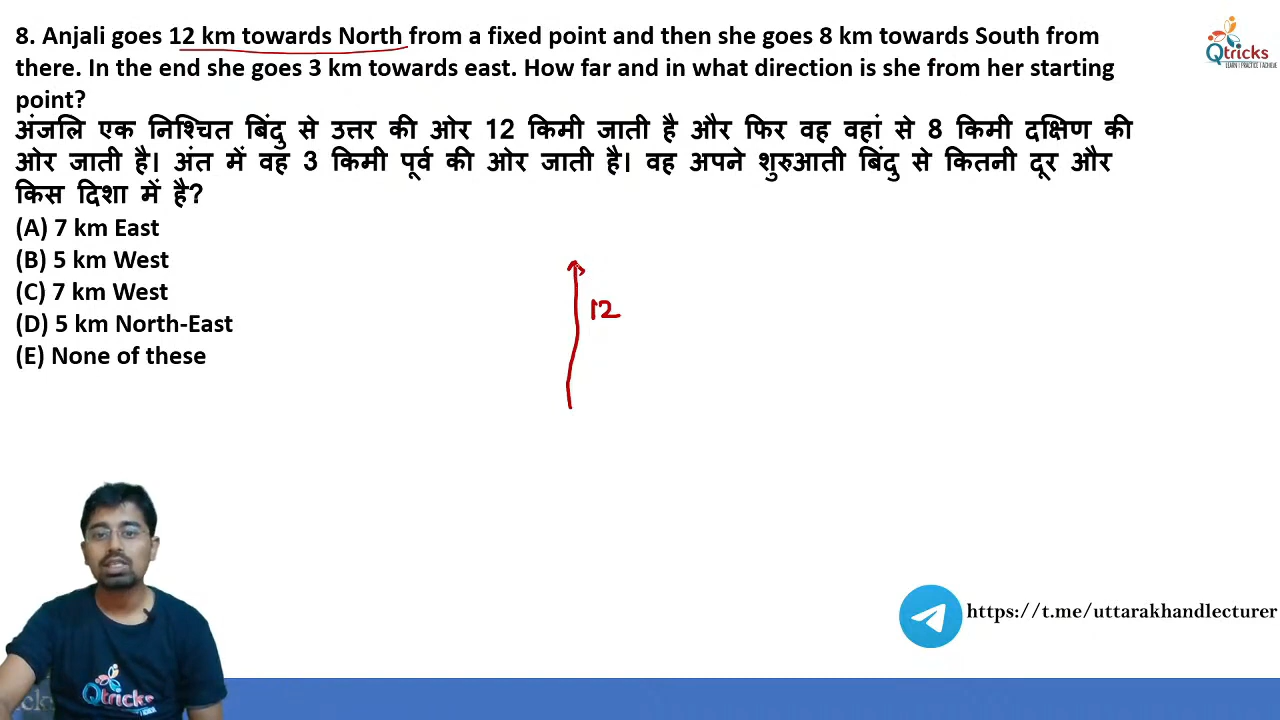 8. Anjali goes 12 km towards North from a fixed point and then she goes 8 km towards South from
there. In the end she goes 3 km towards east. How far and in what direction is she from her starting
point?
अंजलि एक निश्चित बिंदु से उत्तर की ओर 12 किमी जाती है और फिर वह वहां से 8 किमी दक्षिण की
ओर जाती है। अंत में वह 3 किमी पूर्व की ओर जाती है। वह अपने शुरुआती बिंदु से कितनी दूर और
किस दिशा में है?
(A) 7 km East
(B) 5 km West
(C) 7 km West
(D) 5 km North-East
(E) None of these
12
Qtricks
LEARN | PRACTICE | ACHIEVE
https://t.me/uttarakhandlecturer
Qtricks